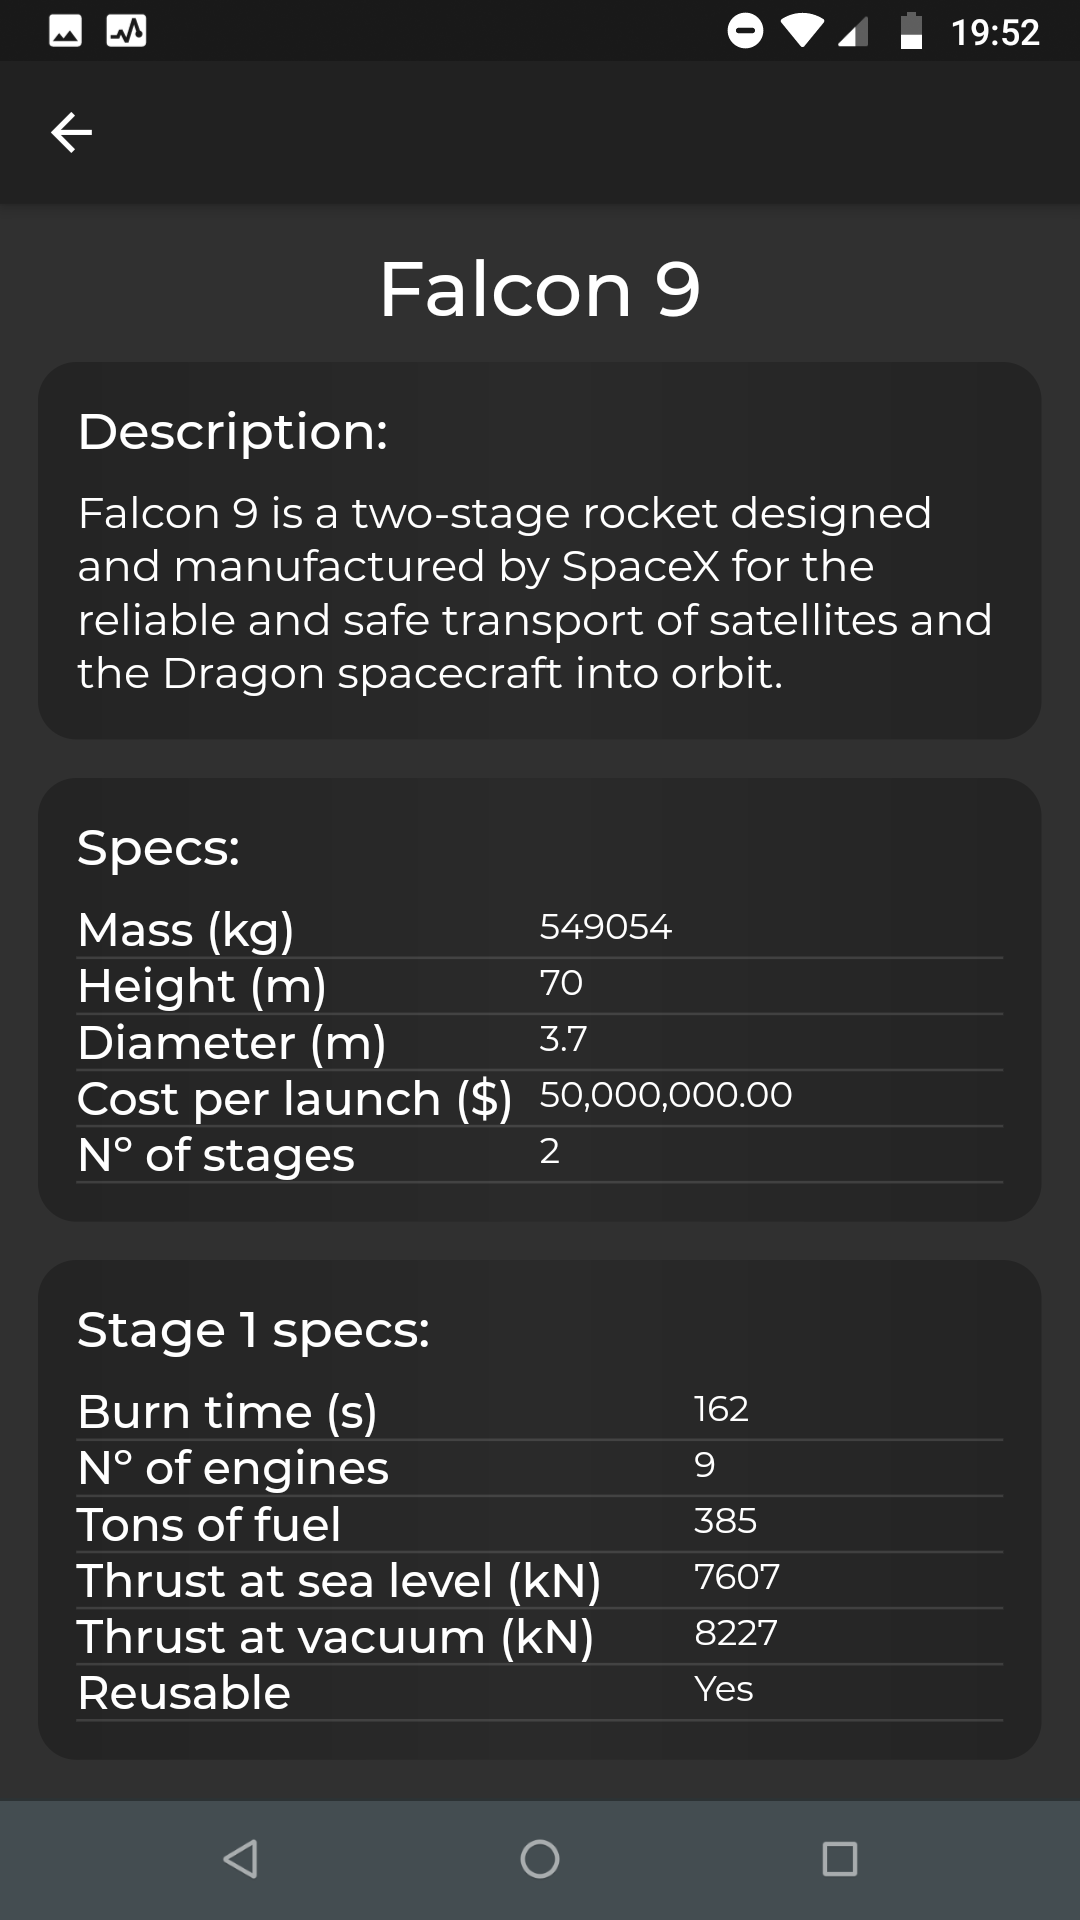 19:52
Falcon 9
Description:
Falcon 9 is a two-stage rocket designed
and manufactured by SpaceX for the
reliable and safe transport of satellites and
the Dragon spacecraft into orbit.
Specs:
Mass (kg) 549054
Height (m) 70
Diameter (m) 3.7
Cost per launch ($) 50,000,000.00
Nº of stages 2
Stage 1 specs:
Burn time (s) 162
Nº of engines 9
Tons of fuel 385
Thrust at sea level (kN) 7607
Thrust at vacuum (kN) 8227
Reusable Yes